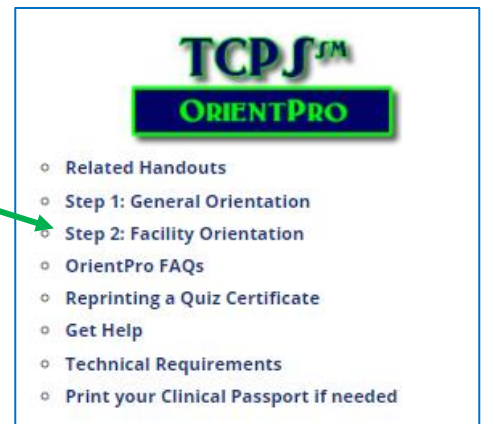 TCPS℠
ORIENTPRO
Related Handouts
Step 1: General Orientation
Step 2: Facility Orientation
OrientPro FAQs
Reprinting a Quiz Certificate
Get Help
Technical Requirements
Print your Clinical Passport if needed